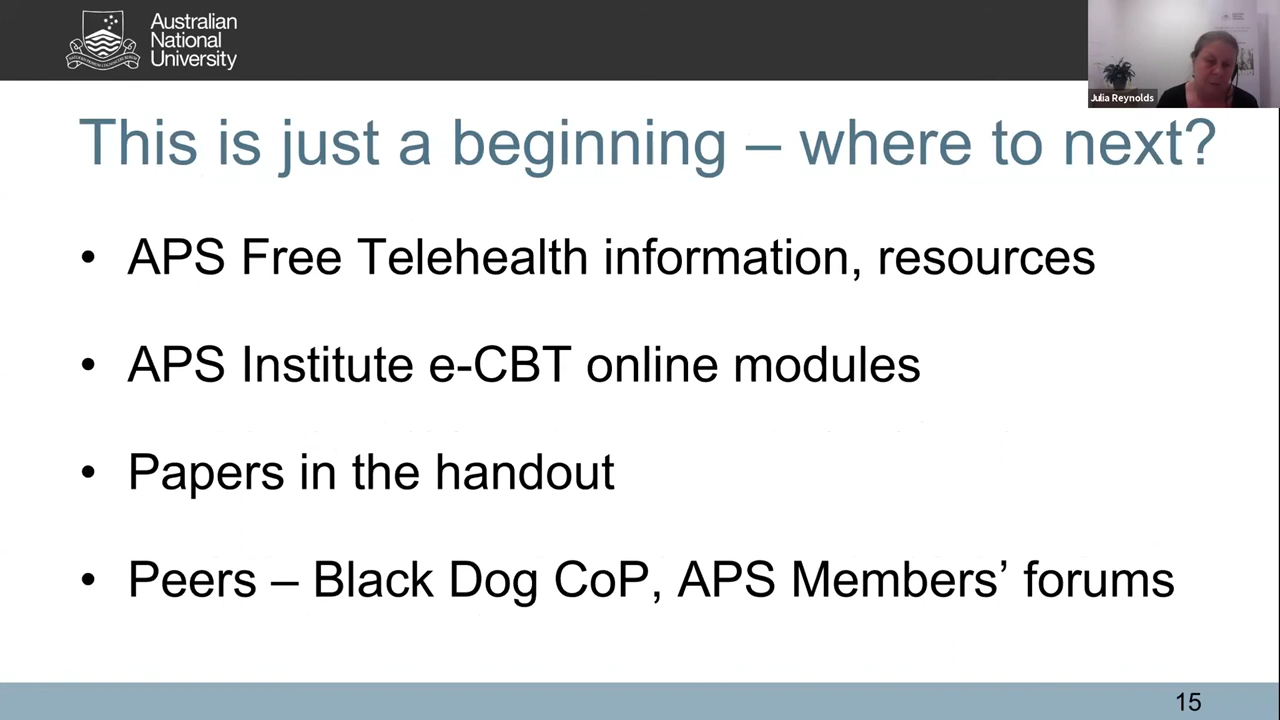 Australian
National
University
Julia Reynolds
This is just a beginning – where to next?
• APS Free Telehealth information, resources
• APS Institute e-CBT online modules
• Papers in the handout
• Peers – Black Dog CoP, APS Members’ forums
15